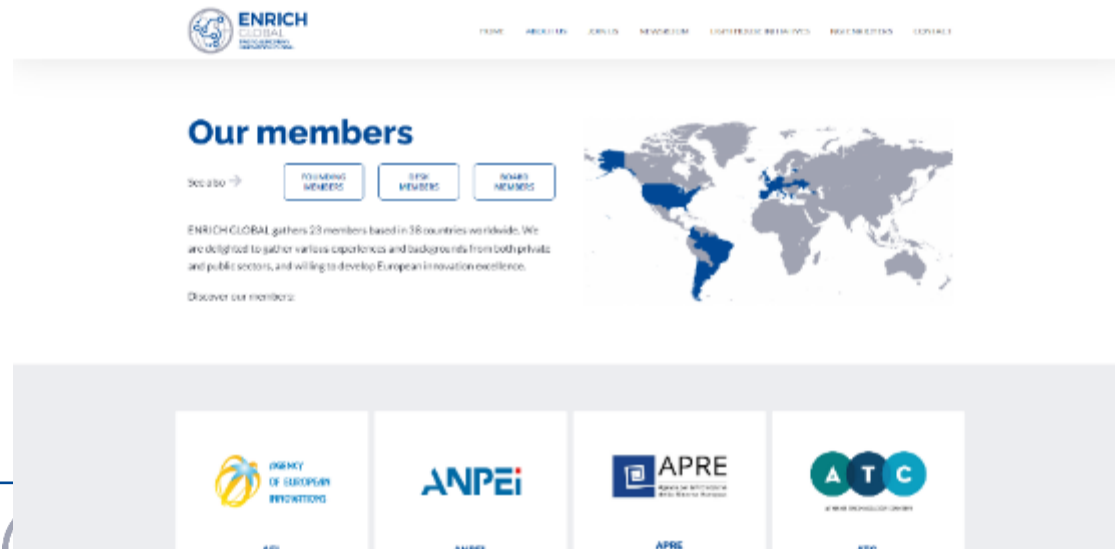 ENRICH
GLOBAL
HOME ABOUT US JOIN US NEWSROOM LIGHTHOUSE INITIATIVES CONTACT
Our members
See also
FOUNDING
MEMBERS
DESK
MEMBERS
BOARD
MEMBERS
ENRICH GLOBAL gathers 23 members based in 38 countries worldwide. We
are delighted to gather various experiences and backgrounds from both private
and public sectors, and willing to develop European innovation excellence.
Discover our members:
AGENCY
OF EUROPEAN
INNOVATIONS
ANPEi
APRE
ATC
APRE